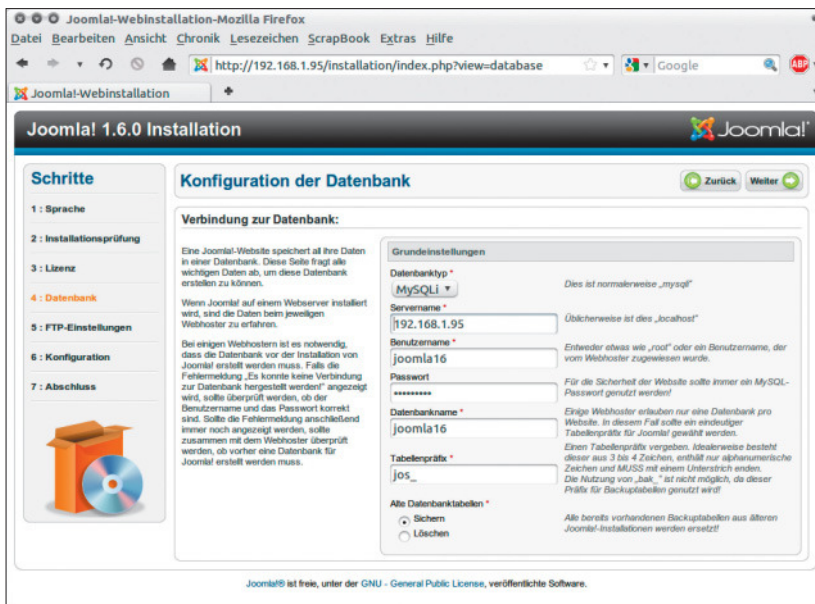 Joomla!-Webinstallation-Mozilla Firefox
Datei Bearbeiten Ansicht Chronik Lesezeichen ScrapBook Extras Hilfe
http://192.168.1.95/installation/index.php?view=database
Google
ABP
Joomla!-Webinstallation
Joomla! 1.6.0 Installation
Joomla!
Schritte
1 : Sprache
2 : Installationsprüfung
3 : Lizenz
4 : Datenbank
5 : FTP-Einstellungen
6 : Konfiguration
7 : Abschluss
Konfiguration der Datenbank
Zurück
Weiter
Verbindung zur Datenbank:
Eine Joomla!-Website speichert all ihre Daten
in einer Datenbank. Diese Seite fragt alle
wichtigen Daten ab, um diese Datenbank
erstellen zu können.
Wenn Joomla! auf einem Webserver installiert
wird, sind die Daten beim jeweiligen
Webhoster zu erfahren.
Bei einigen Webhostern ist es notwendig,
dass die Datenbank vor der Installation von
Joomla! erstellt werden muss. Falls die
Fehlermeldung „Es konnte keine Verbindung
zur Datenbank hergestellt werden!" angezeigt
wird, sollte überprüft werden, ob der
Benutzername und das Passwort korrekt
sind. Sollte die Fehlermeldung anschließend
immer noch angezeigt werden, sollte
zusammen mit dem Webhoster überprüft
werden, ob vorher eine Datenbank für
Joomla! erstellt werden muss.
Grundeinstellungen
Datenbanktyp *
MySQLi
Dies ist normalerweise „mysqli"
Servername *
192.168.1.95
Üblicherweise ist dies „localhost"
Benutzername *
joomla16
Entweder etwas wie „root" oder ein Benutzername, der
vom Webhoster zugewiesen wurde.
Passwort
•••••••••
Für die Sicherheit der Website sollte immer ein MySQL-
Passwort genutzt werden!
Datenbankname *
joomla16
Einige Webhoster erlauben nur eine Datenbank pro
Website. In diesem Fall sollte ein eindeutiger
Tabellenpräfix für Joomla! gewählt werden.
Tabellenpräfix *
jos_
Einen Tabellenpräfix vergeben. Idealerweise besteht
dieser aus 3 bis 4 Zeichen, enthält nur alphanumerische
Zeichen und MUSS mit einem Unterstrich enden.
Die Nutzung von „bak_" ist nicht möglich, da dieser
Präfix für Backuptabellen genutzt wird!
Alte Datenbanktabellen *
Sichern
Löschen
Alle bereits vorhandenen Backuptabellen aus älteren
Joomla!-Installationen werden ersetzt!
Joomla!® ist freie, unter der GNU - General Public License, veröffentlichte Software.